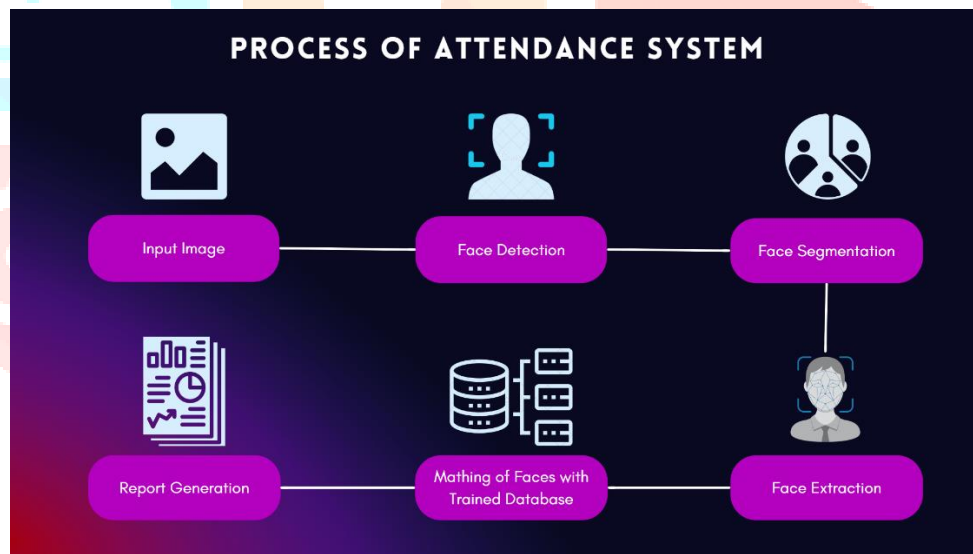 PROCESS OF ATTENDANCE SYSTEM
Input Image
Face Detection
Face Segmentation
Face Extraction
Mathing of Faces with
Trained Database
Report Generation